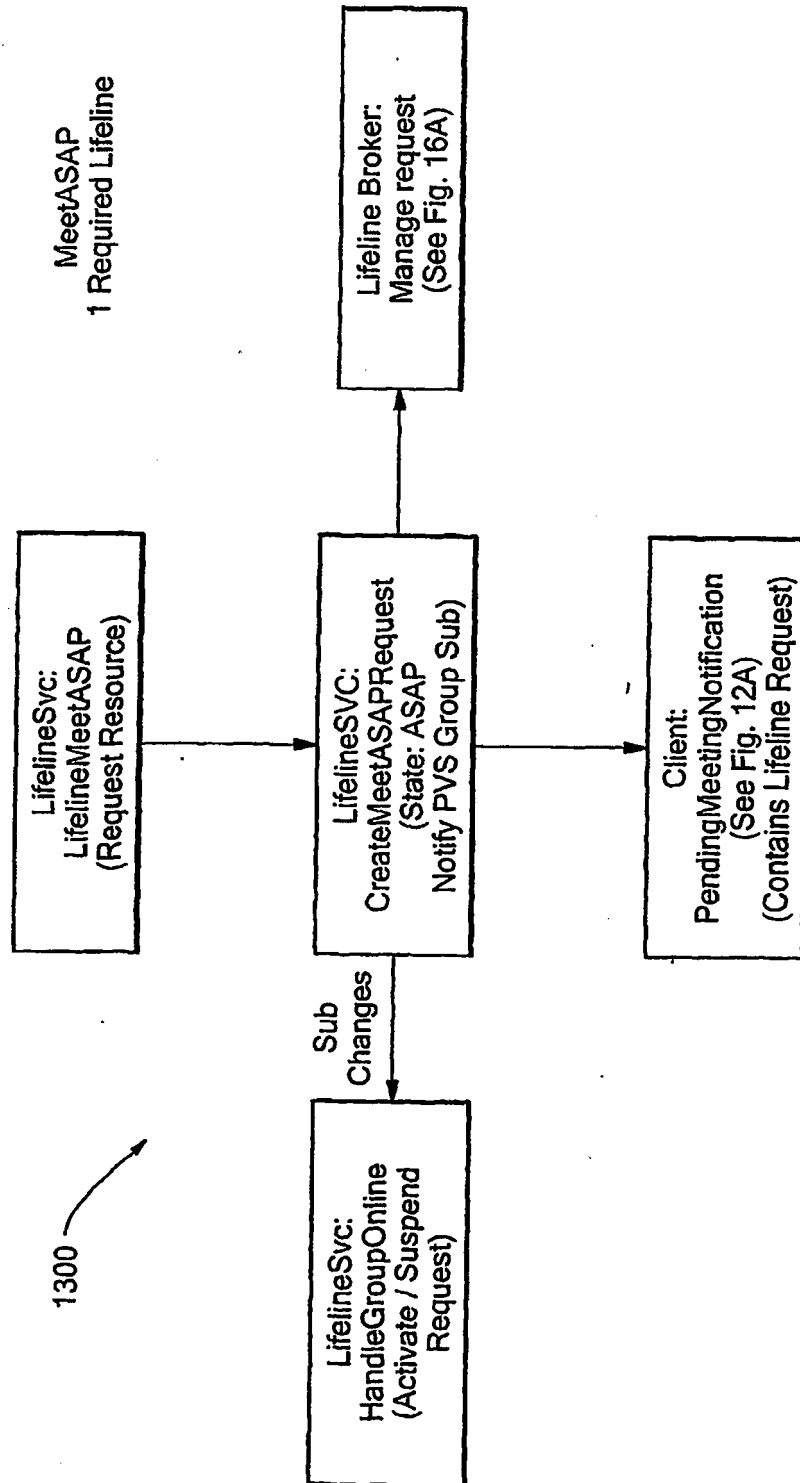 1300
MeetASAP
1 Required Lifeline
LifelineSvc:
LifelineMeetASAP
(Request Resource)
LifelineSvc:
HandleGroupOnline
(Activate / Suspend
Request)
Sub
Changes
LifelineSVC:
CreateMeetASAPRequest
(State: ASAP
Notify PVS Group Sub)
Lifeline Broker:
Manage request
(See Fig. 16A)
Client:
PendingMeetingNotification
(See Fig. 12A)
(Contains Lifeline Request)